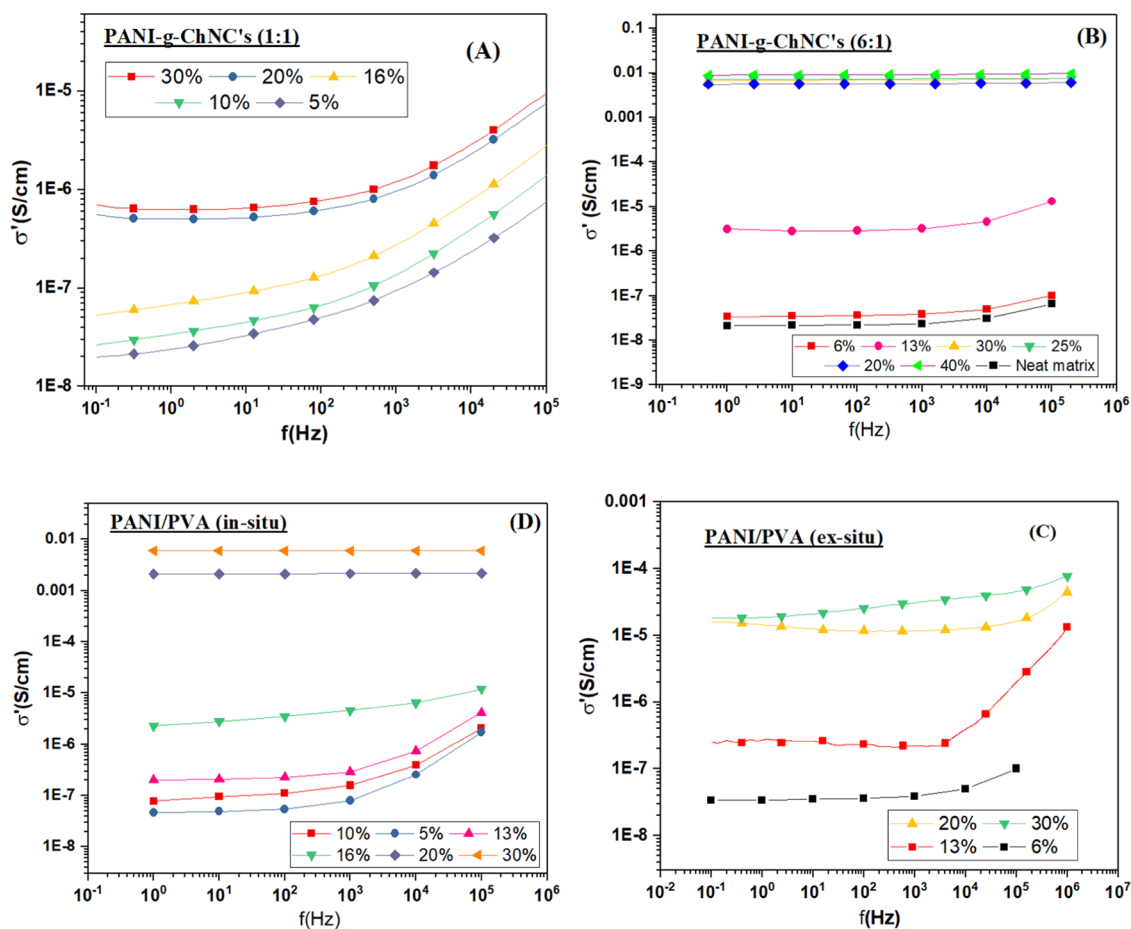 PANI-g-ChNC's (1:1)
(A)
30% 20% 16%
10% 5%
1E-5
1E-6
1E-7
1E-8
σ'(S/cm)
10⁻¹ 10⁰ 10¹ 10² 10³ 10⁴ 10⁵
f(Hz)
PANI-g-ChNC's (6:1)
(B)
0.1
0.01
0.001
1E-4
1E-5
1E-6
1E-7
1E-8
1E-9
σ' (S/cm)
6% 13% 30% 25%
20% 40% Neat matrix
10⁻¹ 10⁰ 10¹ 10² 10³ 10⁴ 10⁵ 10⁶
f(Hz)
PANI/PVA (in-situ)
(D)
0.01
0.001
1E-4
1E-5
1E-6
1E-7
1E-8
σ'(S/cm)
10% 5% 13%
16% 20% 30%
10⁻¹ 10⁰ 10¹ 10² 10³ 10⁴ 10⁵ 10⁶
f(Hz)
PANI/PVA (ex-situ)
(C)
0.001
1E-4
1E-5
1E-6
1E-7
1E-8
σ'(S/cm)
20% 30%
13% 6%
10⁻² 10⁻¹ 10⁰ 10¹ 10² 10³ 10⁴ 10⁵ 10⁶ 10⁷
f(Hz)